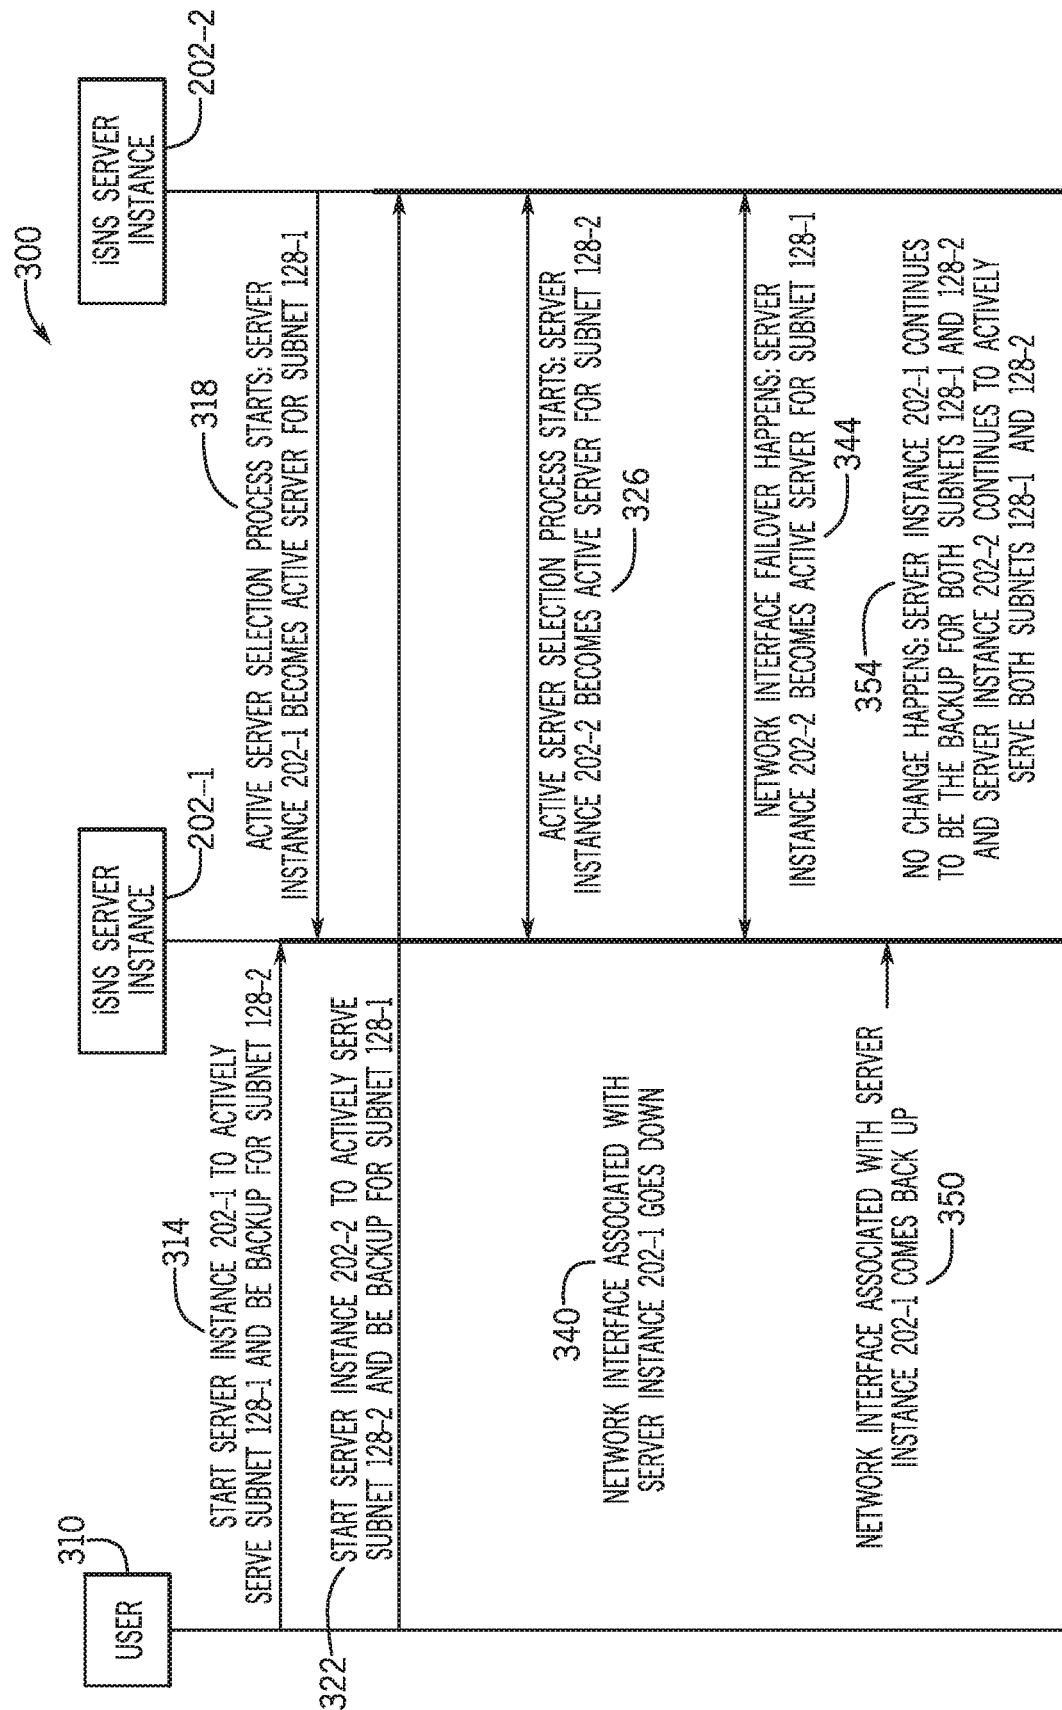 300
USER
310
iSNS SERVER
INSTANCE
202-1
iSNS SERVER
INSTANCE
202-2
314
START SERVER INSTANCE 202-1 TO ACTIVELY
SERVE SUBNET 128-1 AND BE BACKUP FOR SUBNET 128-2
318
ACTIVE SERVER SELECTION PROCESS STARTS: SERVER
INSTANCE 202-1 BECOMES ACTIVE SERVER FOR SUBNET 128-1
322
START SERVER INSTANCE 202-2 TO ACTIVELY SERVE
SUBNET 128-2 AND BE BACKUP FOR SUBNET 128-1
ACTIVE SERVER SELECTION PROCESS STARTS: SERVER
INSTANCE 202-2 BECOMES ACTIVE SERVER FOR SUBNET 128-2
326
340
NETWORK INTERFACE ASSOCIATED WITH
SERVER INSTANCE 202-1 GOES DOWN
NETWORK INTERFACE FAILOVER HAPPENS: SERVER
INSTANCE 202-2 BECOMES ACTIVE SERVER FOR SUBNET 128-1
344
NETWORK INTERFACE ASSOCIATED WITH SERVER
INSTANCE 202-1 COMES BACK UP
350
354
NO CHANGE HAPPENS: SERVER INSTANCE 202-1 CONTINUES
TO BE THE BACKUP FOR BOTH SUBNETS 128-1 AND 128-2
AND SERVER INSTANCE 202-2 CONTINUES TO ACTIVELY
SERVE BOTH SUBNETS 128-1 AND 128-2